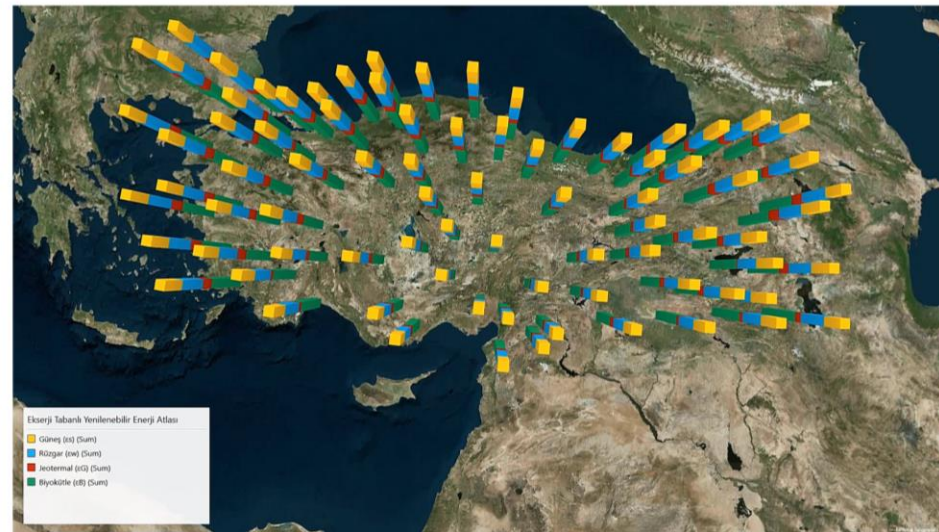 Ekserji Tabanlı Yenilenebilir Enerji Atlası
Güneş (εs) (Sum)
Rüzgar (εw) (Sum)
Jeotermal (εG) (Sum)
Biyokütle (εB) (Sum)